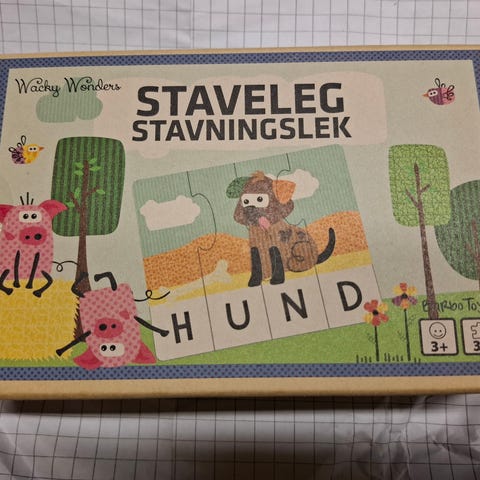 Wacky Wonders
STAVELEG
STAVNINGSLEK
HUND
3+